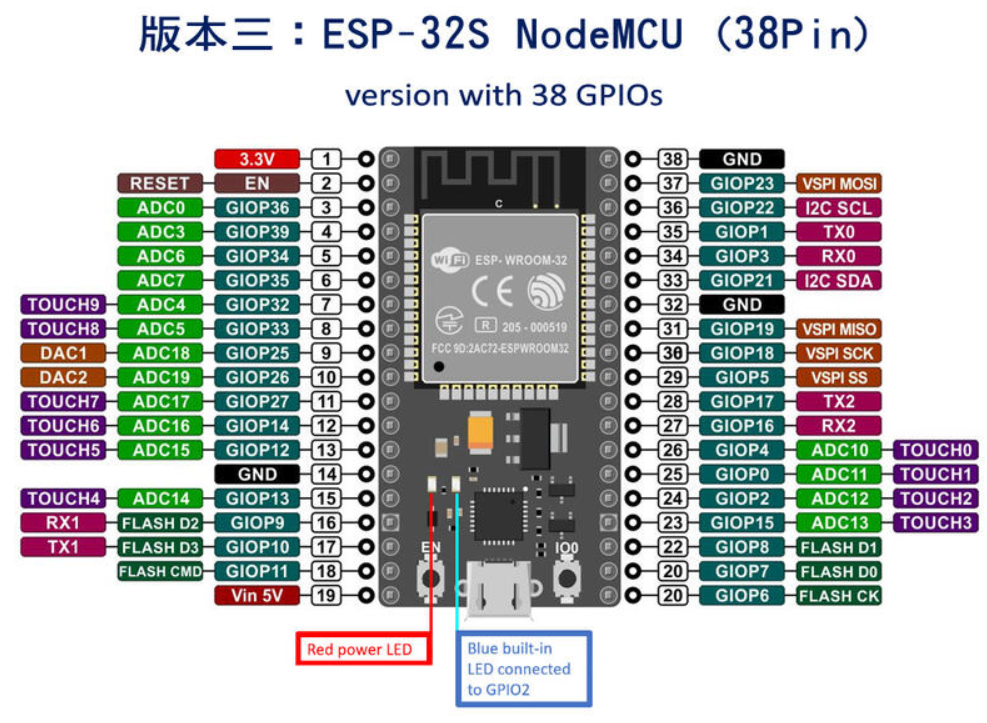 版本三：ESP-32S NodeMCU (38Pin)
version with 38 GPIOs
3.3V 1 38 GND
RESET EN 2 37 GIOP23 VSPI MOSI
ADC0 GIOP36 3 36 GIOP22 I2C SCL
ADC3 GIOP39 4 35 GIOP1 TX0
ADC6 GIOP34 5 34 GIOP3 RX0
ADC7 GIOP35 6 33 GIOP21 I2C SDA
TOUCH9 ADC4 GIOP32 7 32 GND
TOUCH8 ADC5 GIOP33 8 31 GIOP19 VSPI MISO
DAC1 ADC18 GIOP25 9 30 GIOP18 VSPI SCK
DAC2 ADC19 GIOP26 10 29 GIOP5 VSPI SS
TOUCH7 ADC17 GIOP27 11 28 GIOP17 TX2
TOUCH6 ADC16 GIOP14 12 27 GIOP16 RX2
TOUCH5 ADC15 GIOP12 13 26 GIOP4 ADC10 TOUCH0
GND 14 25 GIOP0 ADC11 TOUCH1
TOUCH4 ADC14 GIOP13 15 24 GIOP2 ADC12 TOUCH2
RX1 FLASH D2 GIOP9 16 23 GIOP15 ADC13 TOUCH3
TX1 FLASH D3 GIOP10 17 22 GIOP8 FLASH D1
FLASH CMD GIOP11 18 20 GIOP7 FLASH D0
Vin 5V 19 20 GIOP6 FLASH CK
C
WiFi ESP-WROOM-32
CE
R 205-000519
FCC 9D:2AC72-ESPWROOM32
EN IO0
Red power LED
Blue built-in
LED connected
to GPIO2